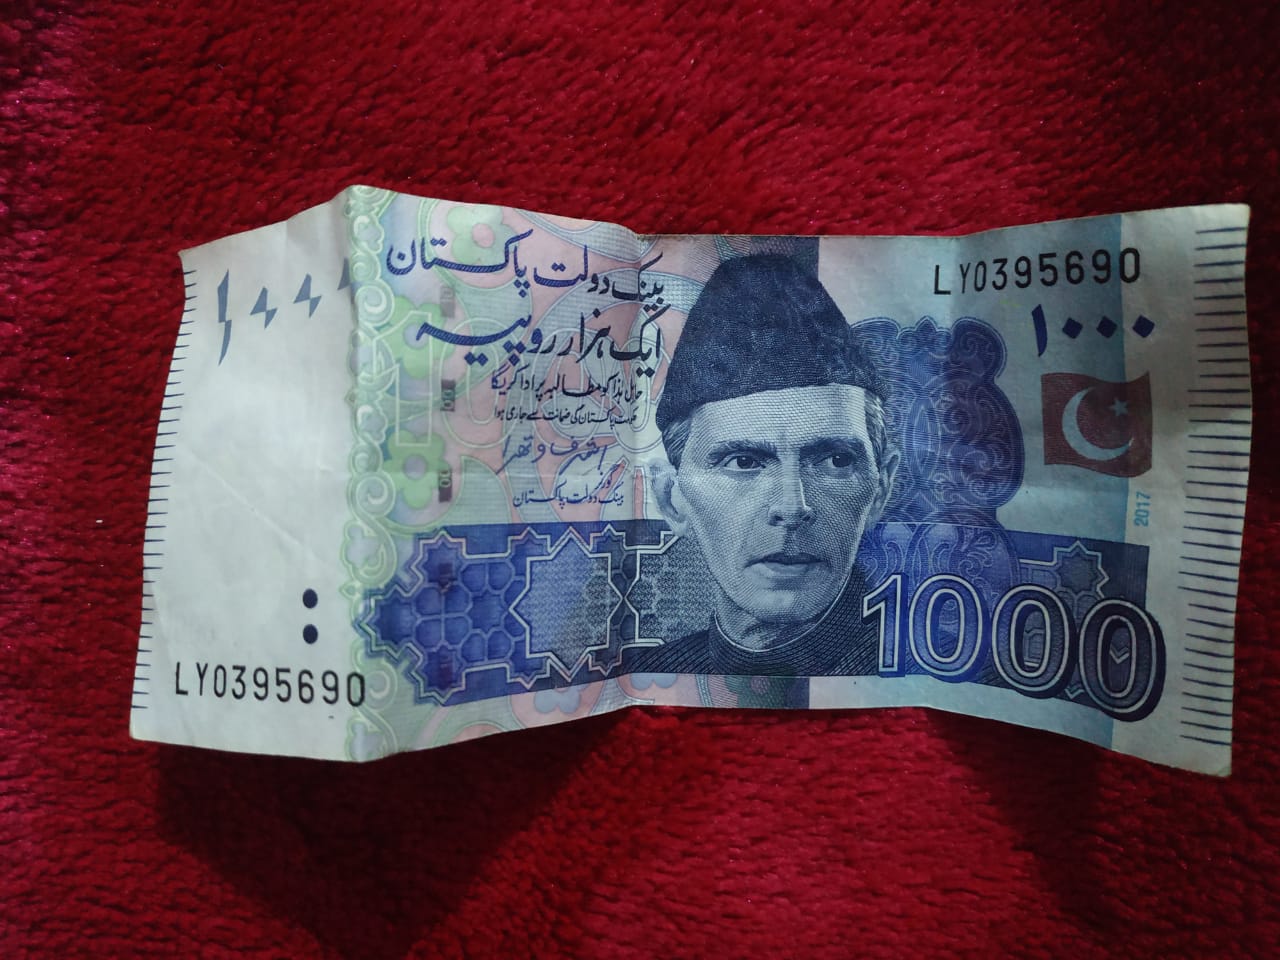 بینک دولت پاکستان
ایک ہزار روپیہ
حامل ہٰذا کو مطالبہ پر ادا کریگا
حکومت پاکستان کی ضمانت سے جاری ہوا
گورنر
بینک دولت پاکستان
LY0395690
۱۰۰۰
2017
1000
LY0395690